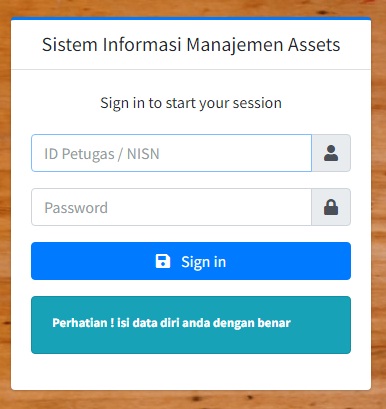 Sistem Informasi Manajemen Assets
Sign in to start your session
ID Petugas / NISN
Password
Sign in
Perhatian ! isi data diri anda dengan benar